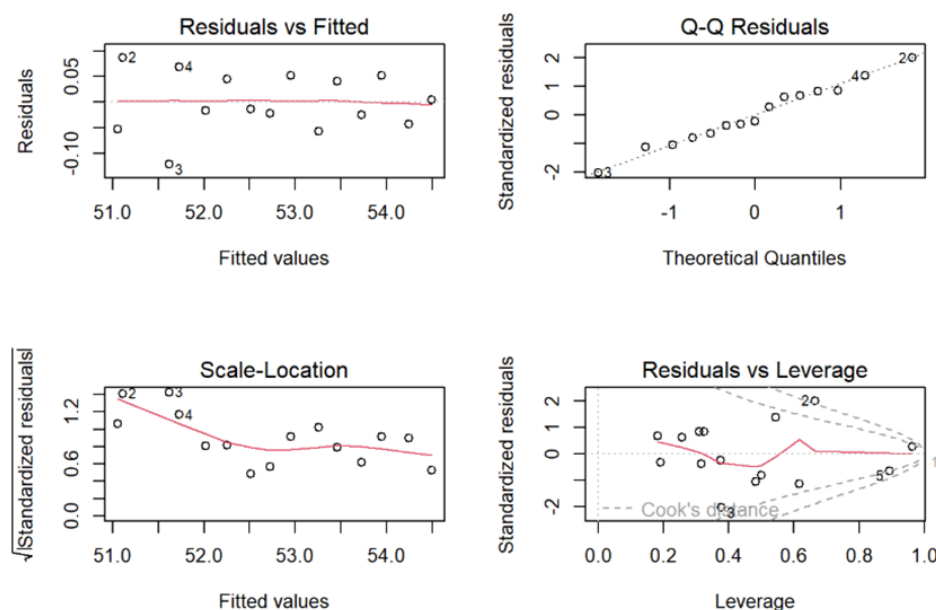 Residuals vs Fitted
Residuals
0.05
-0.10
2
4
3
51.0 52.0 53.0 54.0
Fitted values
Q-Q Residuals
Standardized residuals
2
1
0
-2
2
4
3
-1 0 1
Theoretical Quantiles
Scale-Location
√|Standardized residuals|
1.2
0.6
0.0
2
3
4
51.0 52.0 53.0 54.0
Fitted values
Residuals vs Leverage
Standardized residuals
2
1
0
-2
2
5
1
3
Cook's distance
0.0 0.2 0.4 0.6 0.8 1.0
Leverage